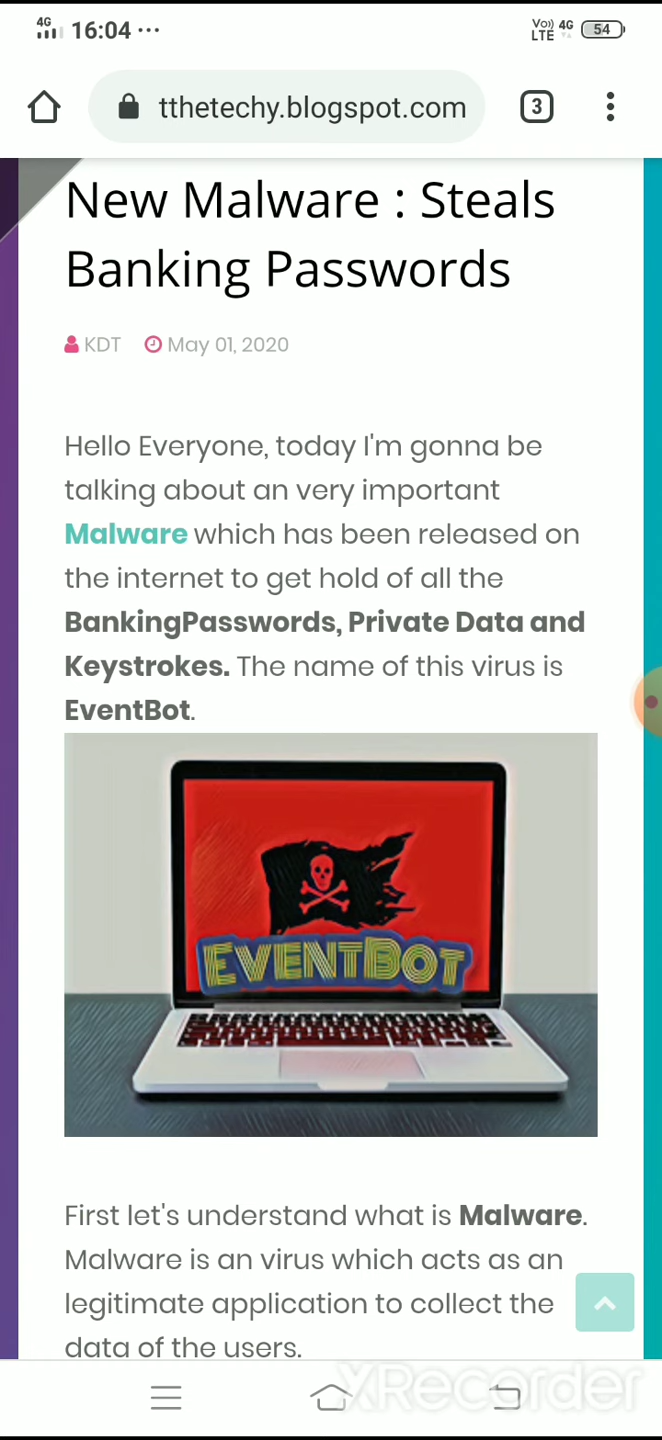 4G 16:04 ··· Vo)) LTE 4G 54
tthetechy.blogspot.com 3
New Malware : Steals
Banking Passwords
KDT May 01, 2020
Hello Everyone, today I'm gonna be
talking about an very important
Malware which has been released on
the internet to get hold of all the
BankingPasswords, Private Data and
Keystrokes. The name of this virus is
EventBot.
EVENTBOT
First let's understand what is Malware.
Malware is an virus which acts as an
legitimate application to collect the
data of the users.
XRecorder